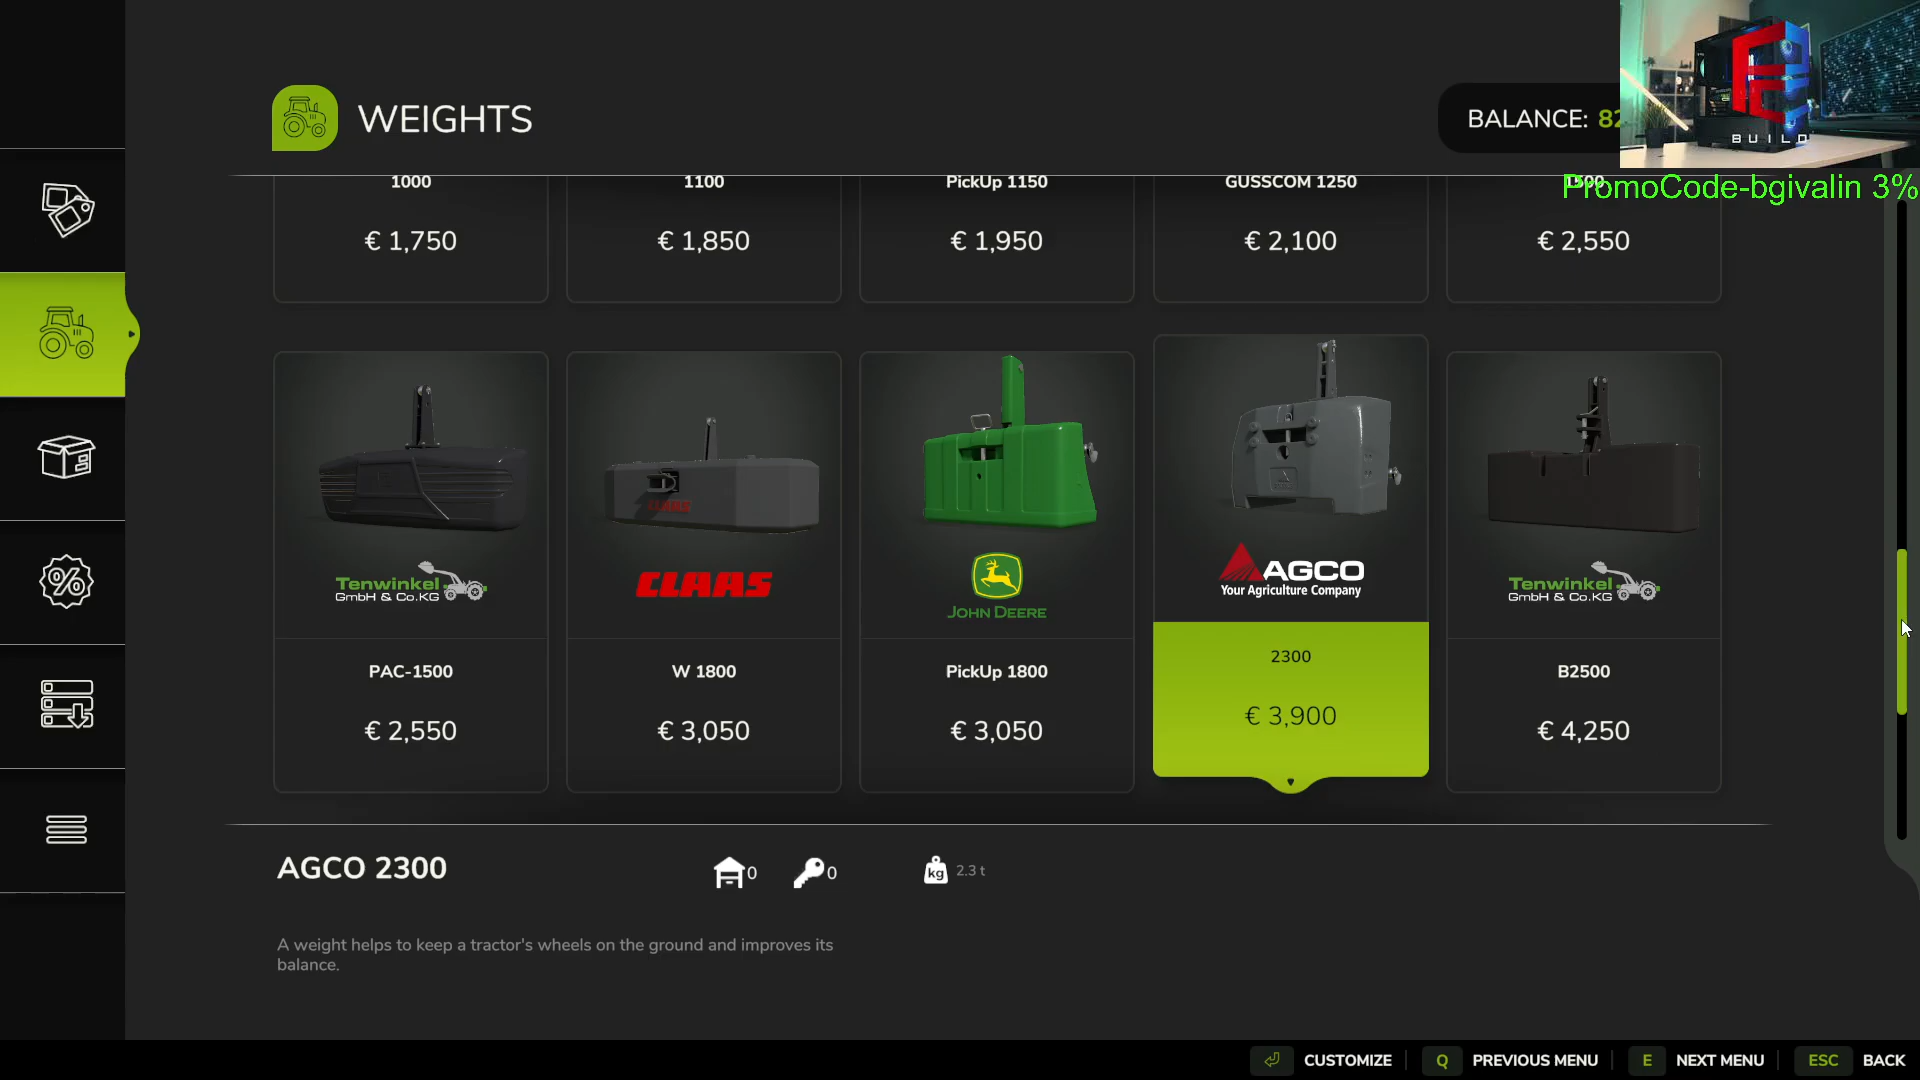 WEIGHTS
BALANCE: 82
BUILD
PromoCode-bgivalin 3%
1000
1100
PickUp 1150
GUSSCOM 1250
€ 1,750
€ 1,850
€ 1,950
€ 2,100
€ 2,550
Tenwinkel
GmbH & Co.KG
CLAAS
CLAAS
JOHN DEERE
AGCO
Your Agriculture Company
Tenwinkel
GmbH & Co.KG
PAC-1500
W 1800
PickUp 1800
2300
B2500
€ 2,550
€ 3,050
€ 3,050
€ 3,900
€ 4,250
AGCO 2300
0
0
kg
2.3 t
A weight helps to keep a tractor's wheels on the ground and improves its
balance.
CUSTOMIZE
Q PREVIOUS MENU
E NEXT MENU
ESC BACK